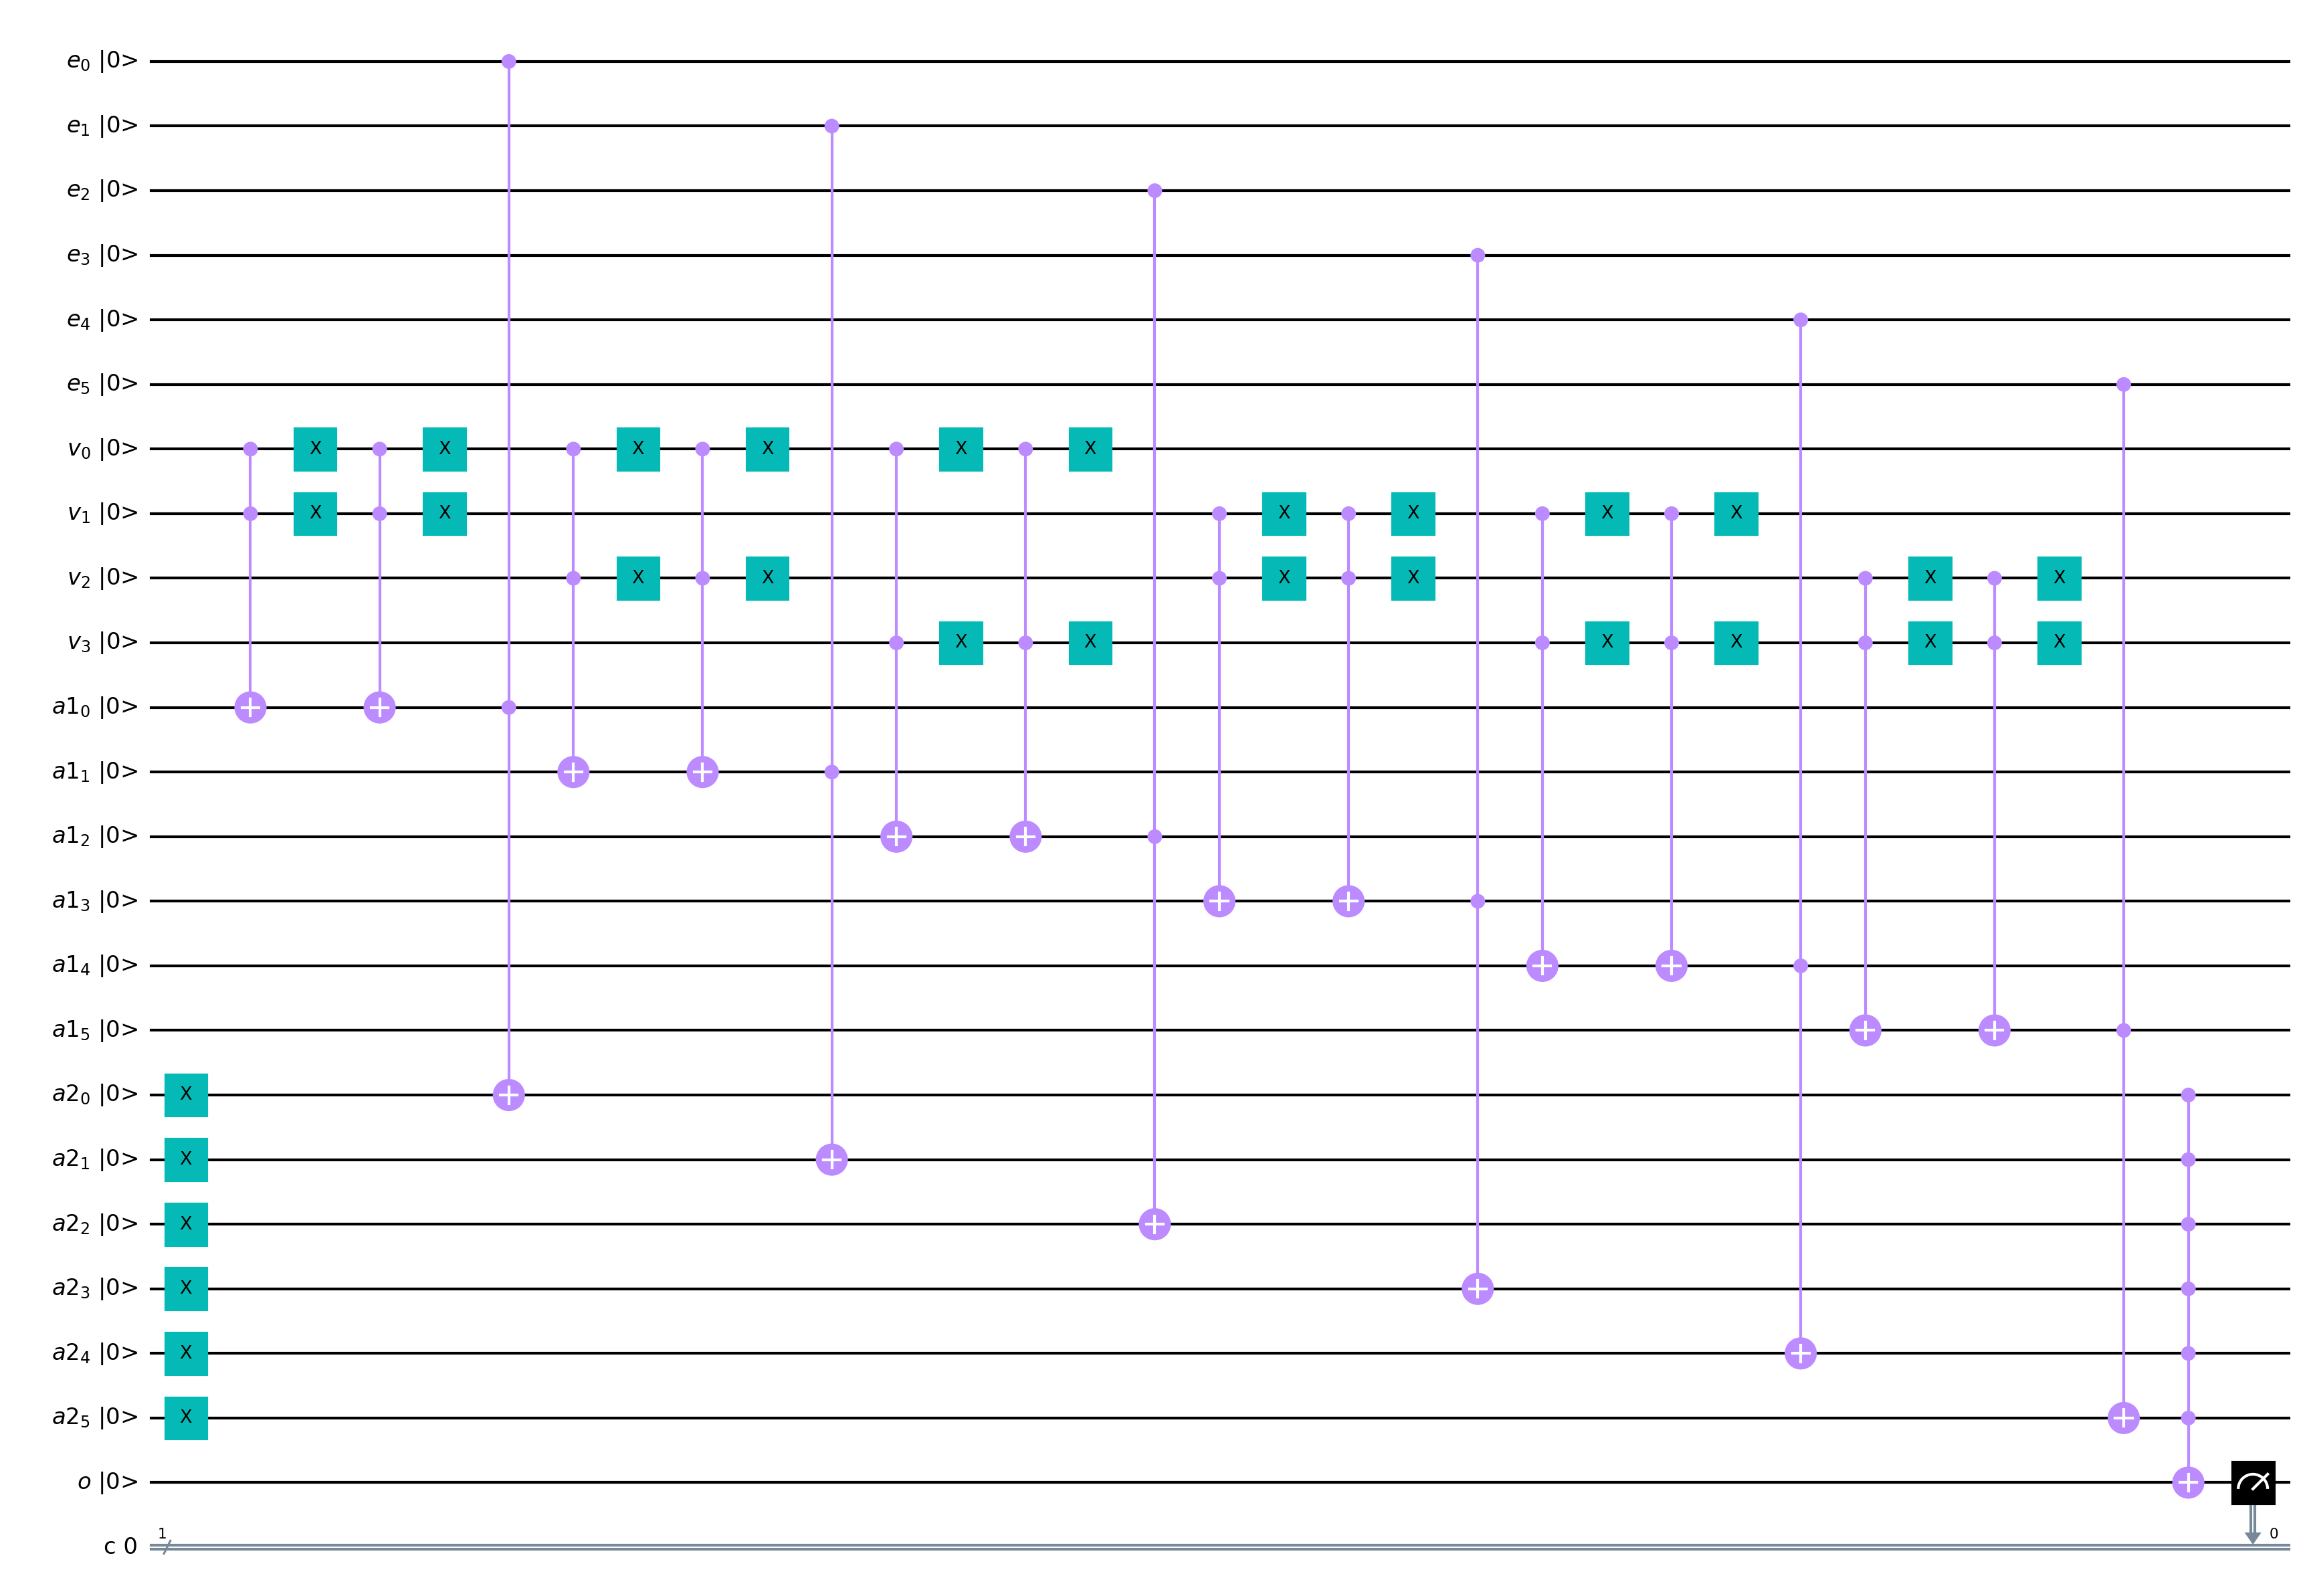 e0 |0>
e1 |0>
e2 |0>
e3 |0>
e4 |0>
e5 |0>
v0 |0> X X X X X X
v1 |0> X X X X X X
v2 |0> X X X X X X
v3 |0> X X X X X X
a10 |0>
a11 |0>
a12 |0>
a13 |0>
a14 |0>
a15 |0>
a20 |0> X
a21 |0> X
a22 |0> X
a23 |0> X
a24 |0> X
a25 |0> X
o |0>
c 0 1 0